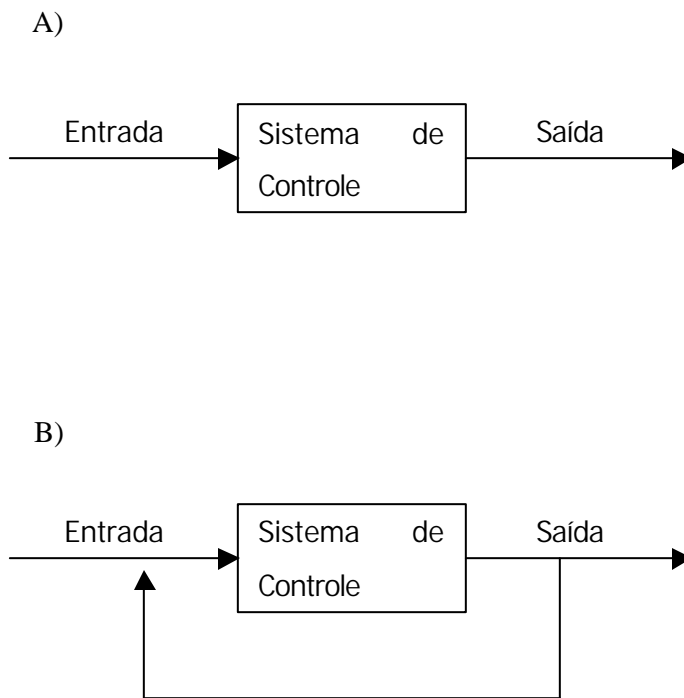 A)
Entrada
Sistema de
Saída
Controle
B)
Entrada
Sistema de
Saída
Controle